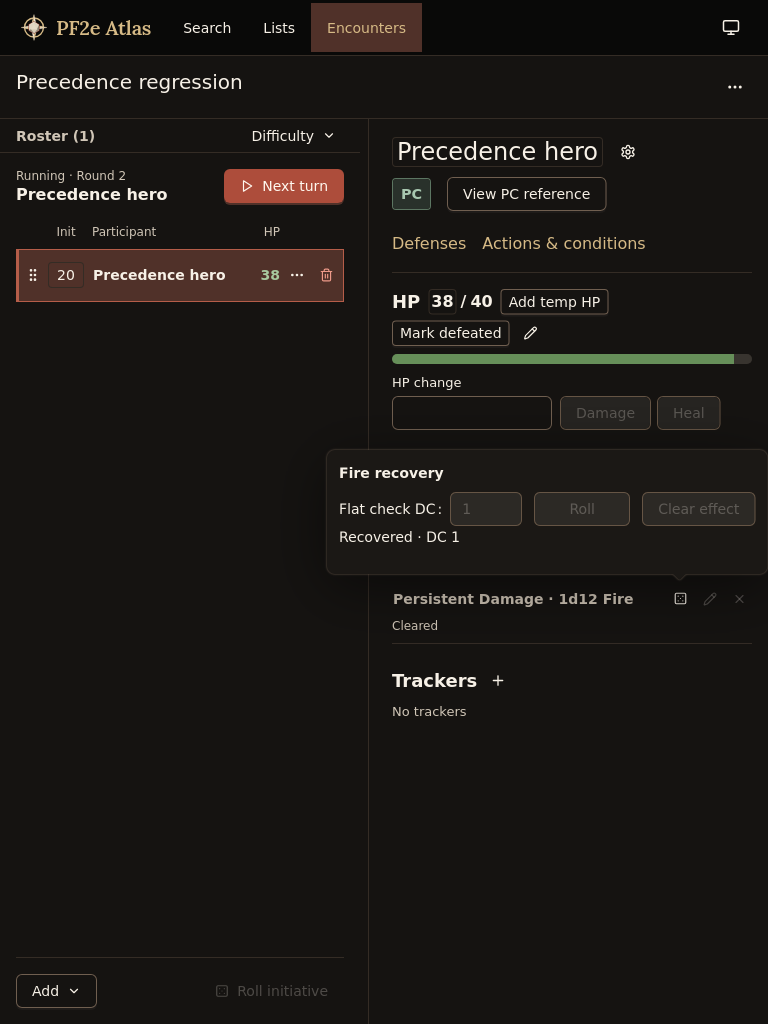 PF2e Atlas Search Lists Encounters
Precedence regression
Roster (1) Difficulty
Running · Round 2
Precedence hero
Next turn
Init Participant HP
20 Precedence hero 38
Add
Roll initiative
Precedence hero
PC View PC reference
Defenses Actions & conditions
HP 38 / 40 Add temp HP
Mark defeated
HP change
Damage Heal
Fire recovery
Flat check DC: 1 Roll Clear effect
Recovered · DC 1
Persistent Damage · 1d12 Fire
Cleared
Trackers
No trackers